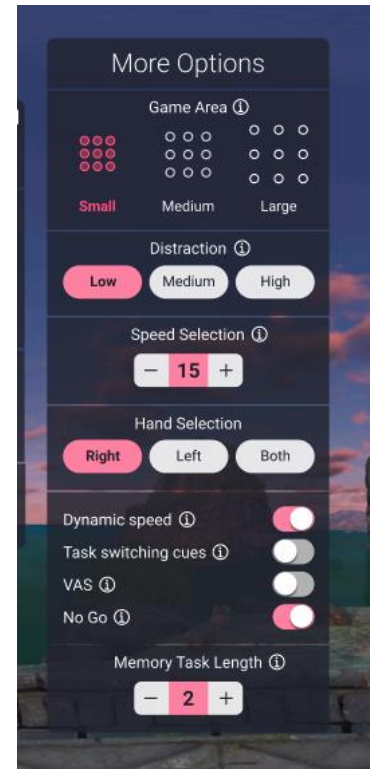 More Options
Game Area
Small Medium Large
Distraction
Low Medium High
Speed Selection
− 15 +
Hand Selection
Right Left Both
Dynamic speed
Task switching cues
VAS
No Go
Memory Task Length
− 2 +